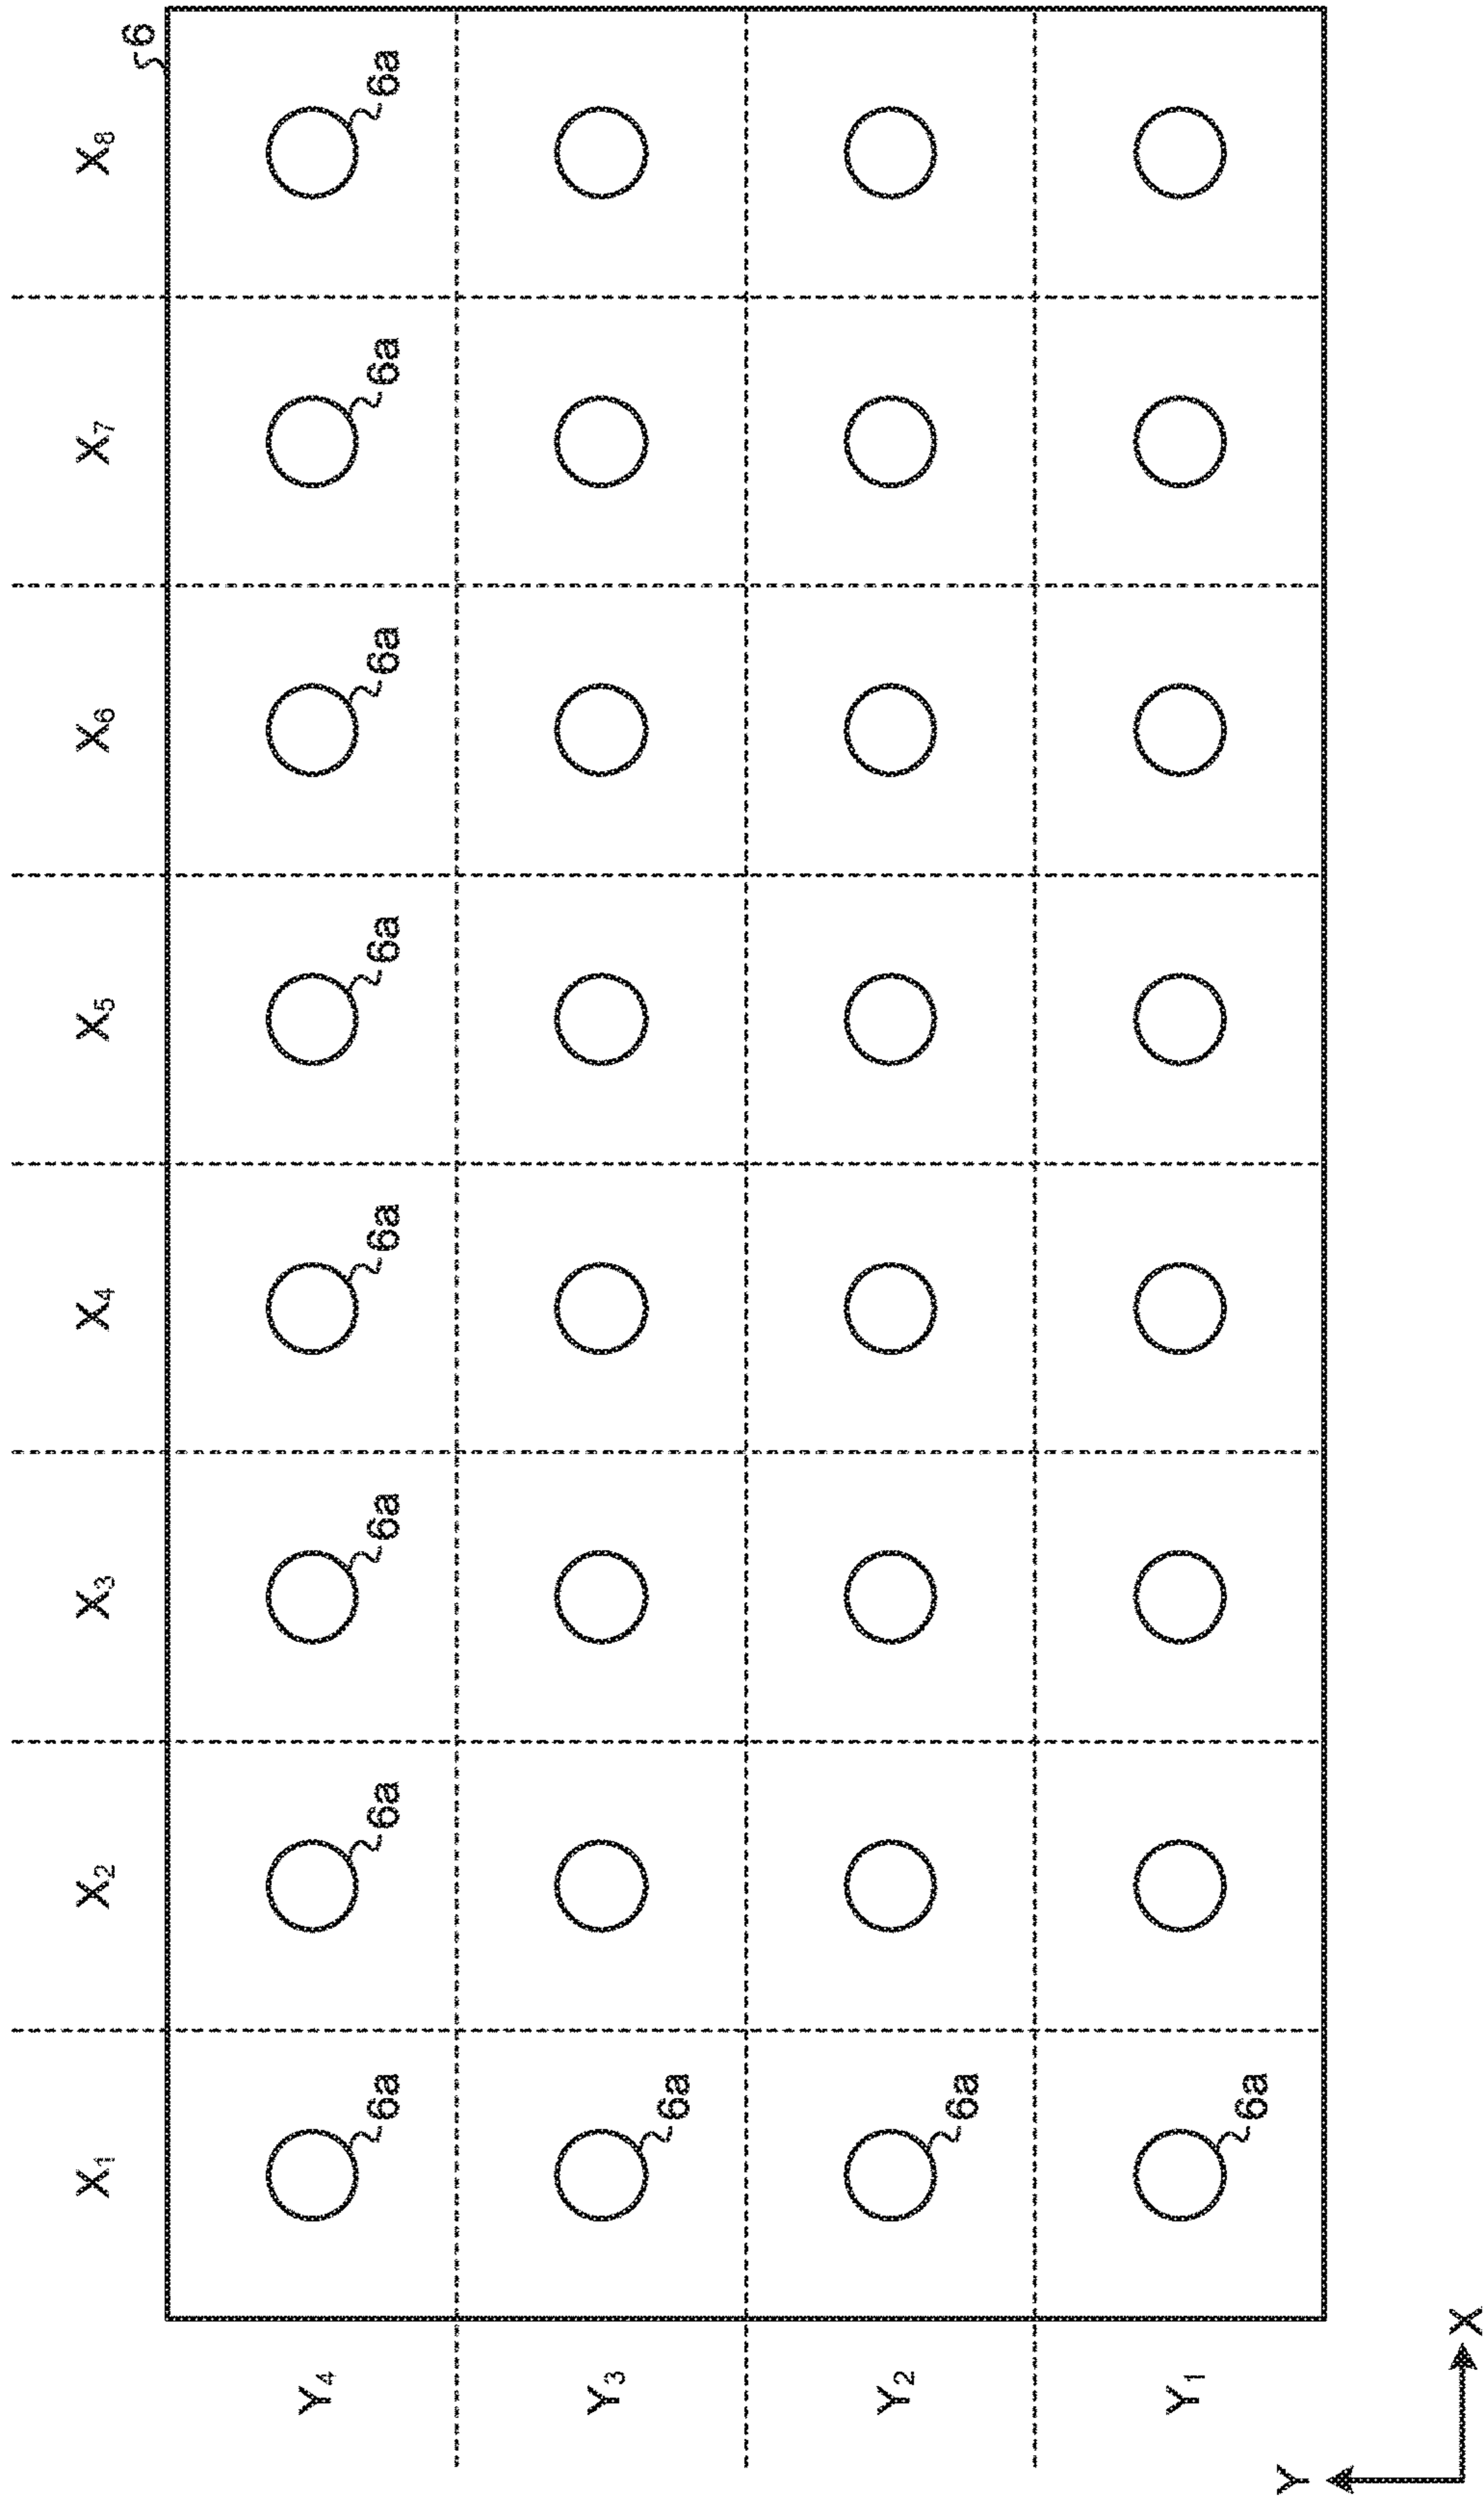 6
X₁ X₂ X₃ X₄ X₅ X₆ X₇ X₈
Y₄ 6a 6a 6a 6a 6a 6a 6a 6a
Y₃ 6a
Y₂ 6a
Y₁ 6a
Y
X